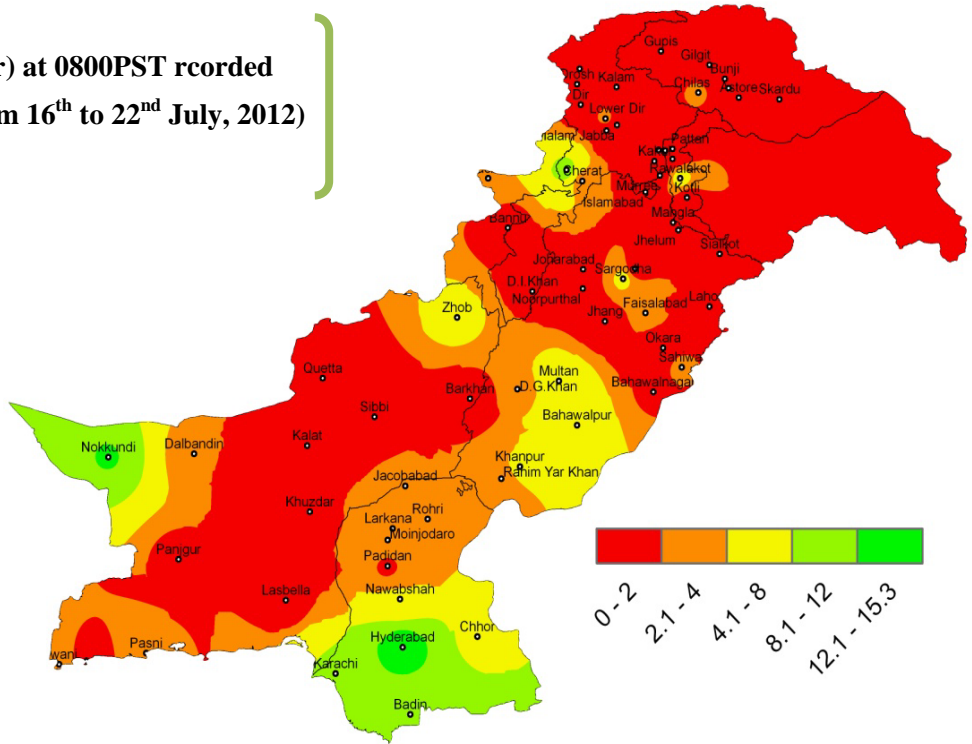 r) at 0800PST rcorded
m 16th to 22nd July, 2012)
Gupis
Gilgit
Bunji
Drosh
Kalam
Chilas
Astore
Skardu
Dir
Lower Dir
Jabba
Pattan
Cherat
Rawalakot
Kotli
Islamabad
Mangla
Bannu
Jhelum
Sialkot
Joharabad
Sargodha
D.I.Khan
Noorpurthal
Faisalabad
Laho
Zhob
Jhang
Okara
Sahiwa
Quetta
Multan
Barkhan
D.G.Khan
Bahawalnagar
Sibbi
Bahawalpur
Nokkundi
Dalbandin
Kalat
Khanpur
Jacobabad
Rahim Yar Khan
Khuzdar
Rohri
Larkana
Moinjodaro
Panjgur
Padidan
Lasbella
Nawabshah
Pasni
Hyderabad
Chhor
wani
Karachi
Badin
0 - 2
2.1 - 4
4.1 - 8
8.1 - 12
12.1 - 15.3